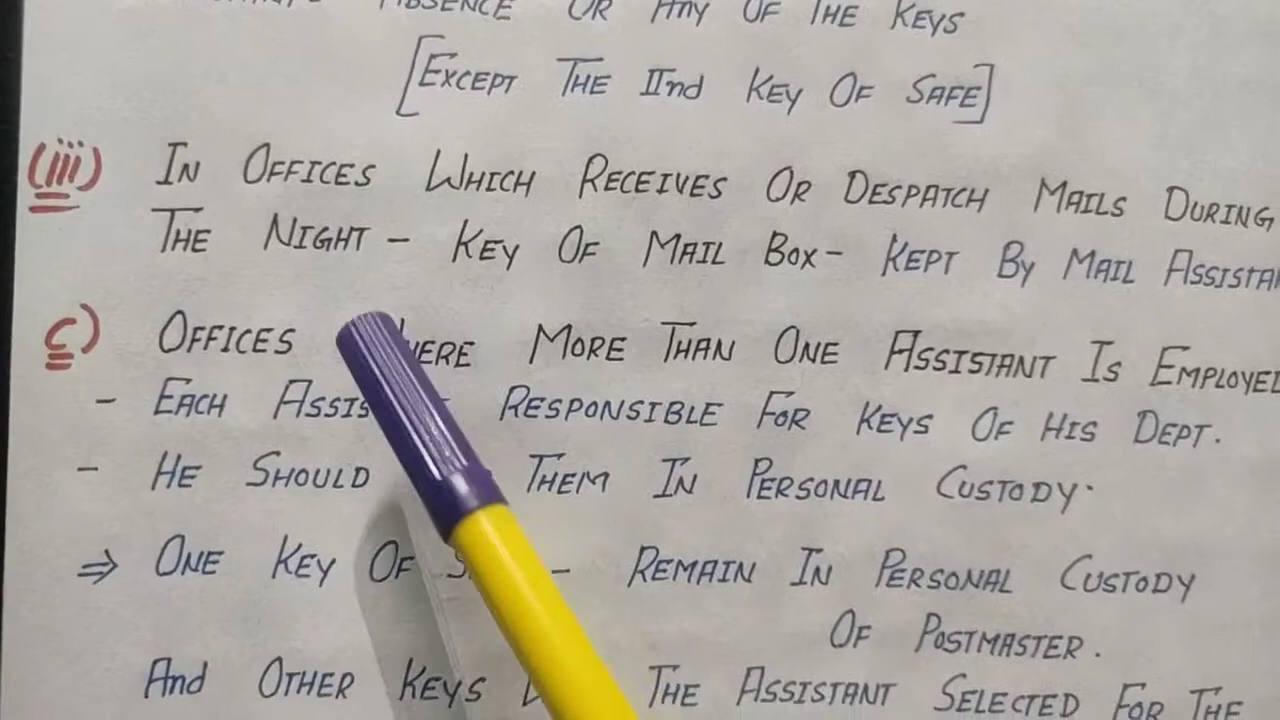 ABSENCE OR Any OF THE KEYS
[EXCEPT THE IInd KEY OF SAFE]
(iii) IN OFFICES WHICH RECEIVES OR DESPATCH MAILS DURING
THE NIGHT - KEY OF MAIL BOX - KEPT BY MAIL
C) OFFICES MORE THAN ONE ASSISTANT IS EMPLOYED
- EACH RESPONSIBLE FOR KEYS OF HIS DEPT.
- HE SHOULD THEM IN PERSONAL CUSTODY.
⇒ ONE KEY OF - REMAIN IN PERSONAL CUSTODY
OF POSTMASTER.
And OTHER KEYS THE ASSISTANT SELECTED FOR THE